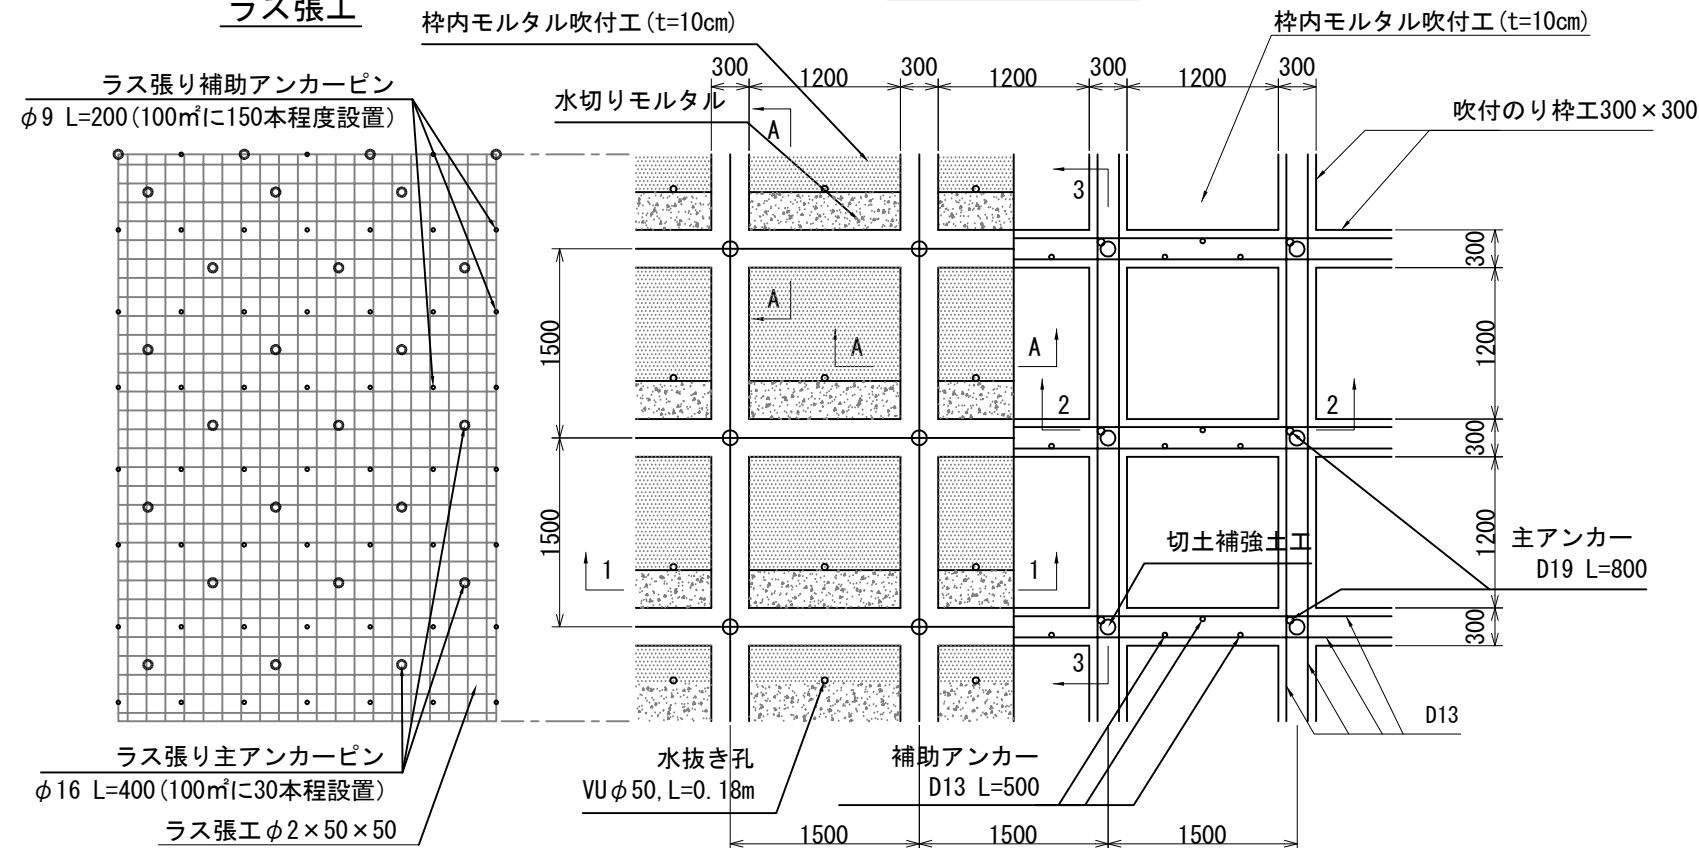 ラス張工
枠内モルタル吹付工(t=10cm)
枠内モルタル吹付工(t=10cm)
300
1200
300
1200
300
1200
300
ラス張り補助アンカーピン
φ9 L=200(100㎡に150本程度設置)
水切りモルタル
吹付のり枠工300×300
A
3
300
A
1500
A
A
1200
2
2
300
1500
切土補強土工
1200
主アンカー
D19 L=800
1
1
300
3
D13
ラス張り主アンカーピン
φ16 L=400(100㎡に30本程設置)
ラス張工φ2×50×50
水抜き孔
VUφ50,L=0.18m
補助アンカー
D13 L=500
1500
1500
1500